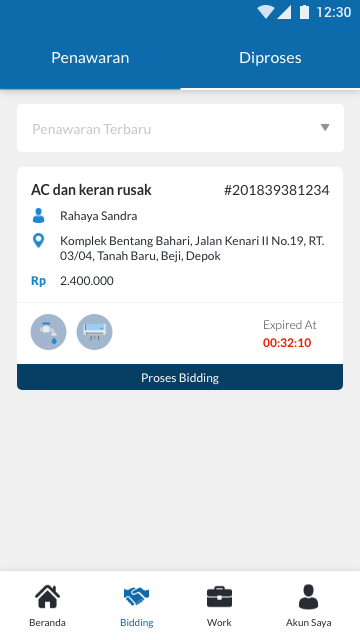 12:30
Penawaran
Diproses
Penawaran Terbaru
AC dan keran rusak
#201839381234
Rahaya Sandra
Komplek Bentang Bahari, Jalan Kenari II No.19, RT.
03/04, Tanah Baru, Beji, Depok
Rp 2.400.000
Expired At
00:32:10
Proses Bidding
Beranda
Bidding
Work
Akun Saya